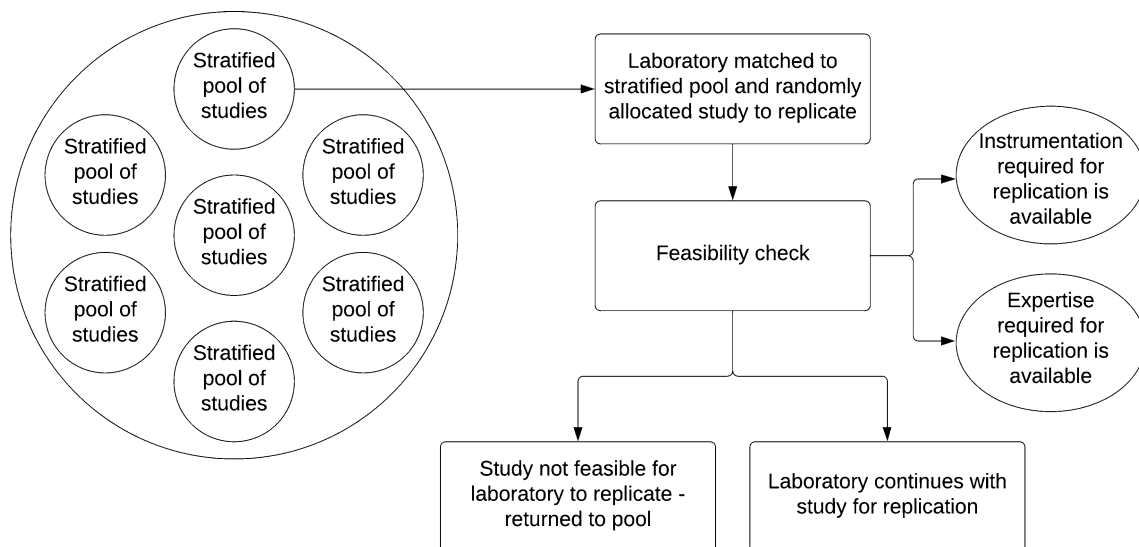 Stratified
pool of
studies
Stratified
pool of
studies
Stratified
pool of
studies
Stratified
pool of
studies
Stratified
pool of
studies
Stratified
pool of
studies
Stratified
pool of
studies
Laboratory matched to
stratified pool and randomly
allocated study to replicate
Feasibility check
Instrumentation
required for
replication is
available
Expertise
required for
replication is
available
Study not feasible for
laboratory to replicate -
returned to pool
Laboratory continues with
study for replication